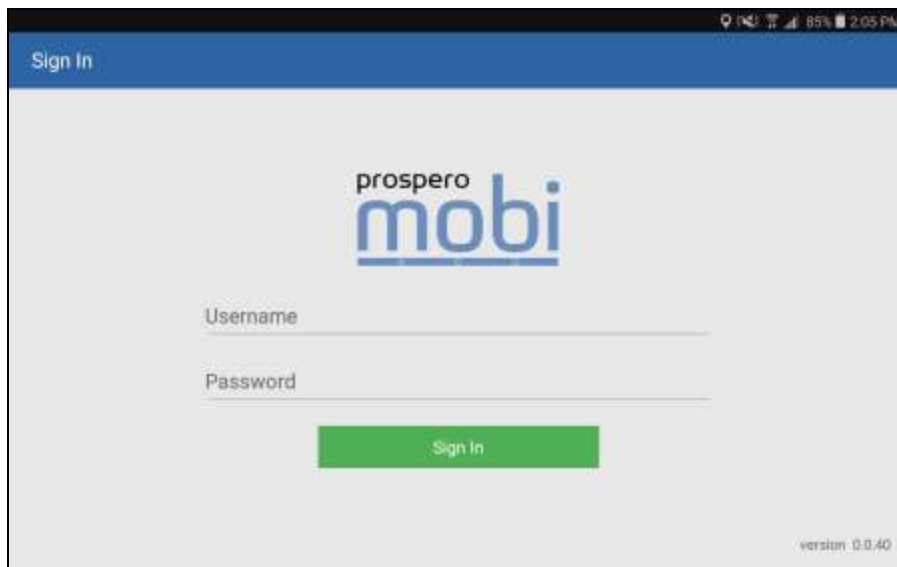 85% 2:05 PM
Sign In
prospero
mobi
Username
Password
Sign In
version 0.0.40